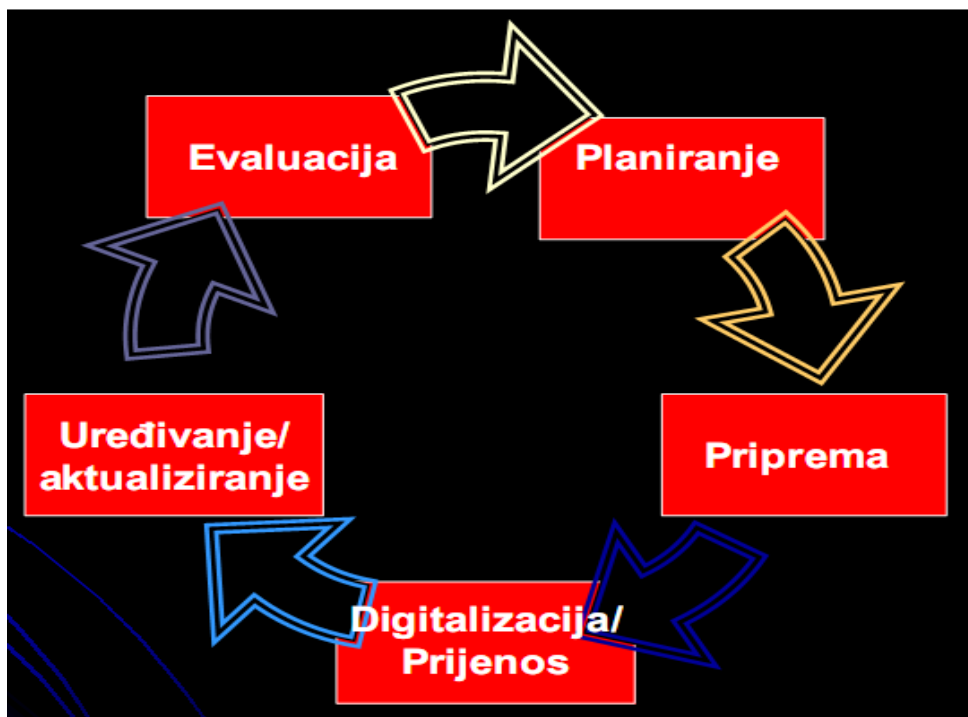 Evaluacija
Planiranje
Priprema
Digitalizacija/
Prijenos
Uređivanje/
aktualiziranje